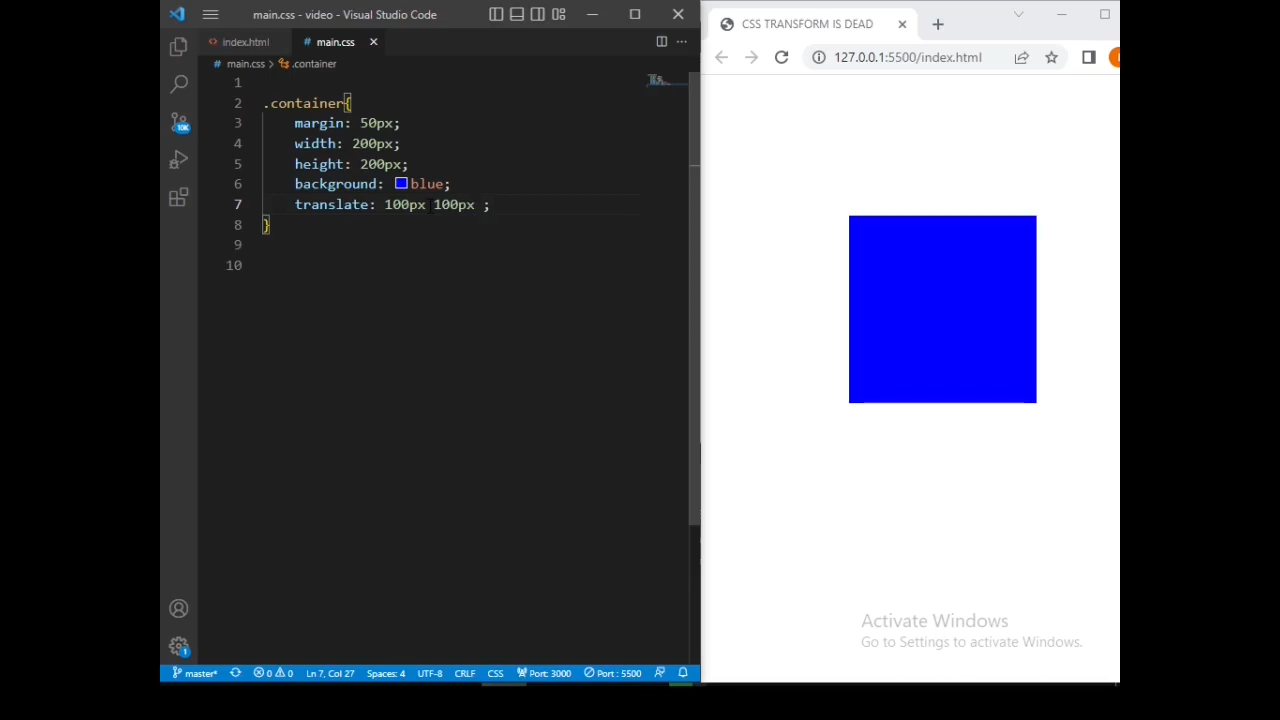 main.css - video - Visual Studio Code
index.html
# main.css
# main.css > .container
1
2 .container{
3 margin: 50px;
4 width: 200px;
5 height: 200px;
6 background: blue;
7 translate: 100px 100px ;
8 }
9
10
10K
1
master* 0 0 Ln 7, Col 27 Spaces: 4 UTF-8 CRLF CSS Port: 3000 Port : 5500
CSS TRANSFORM IS DEAD
127.0.0.1:5500/index.html
Activate Windows
Go to Settings to activate Windows.